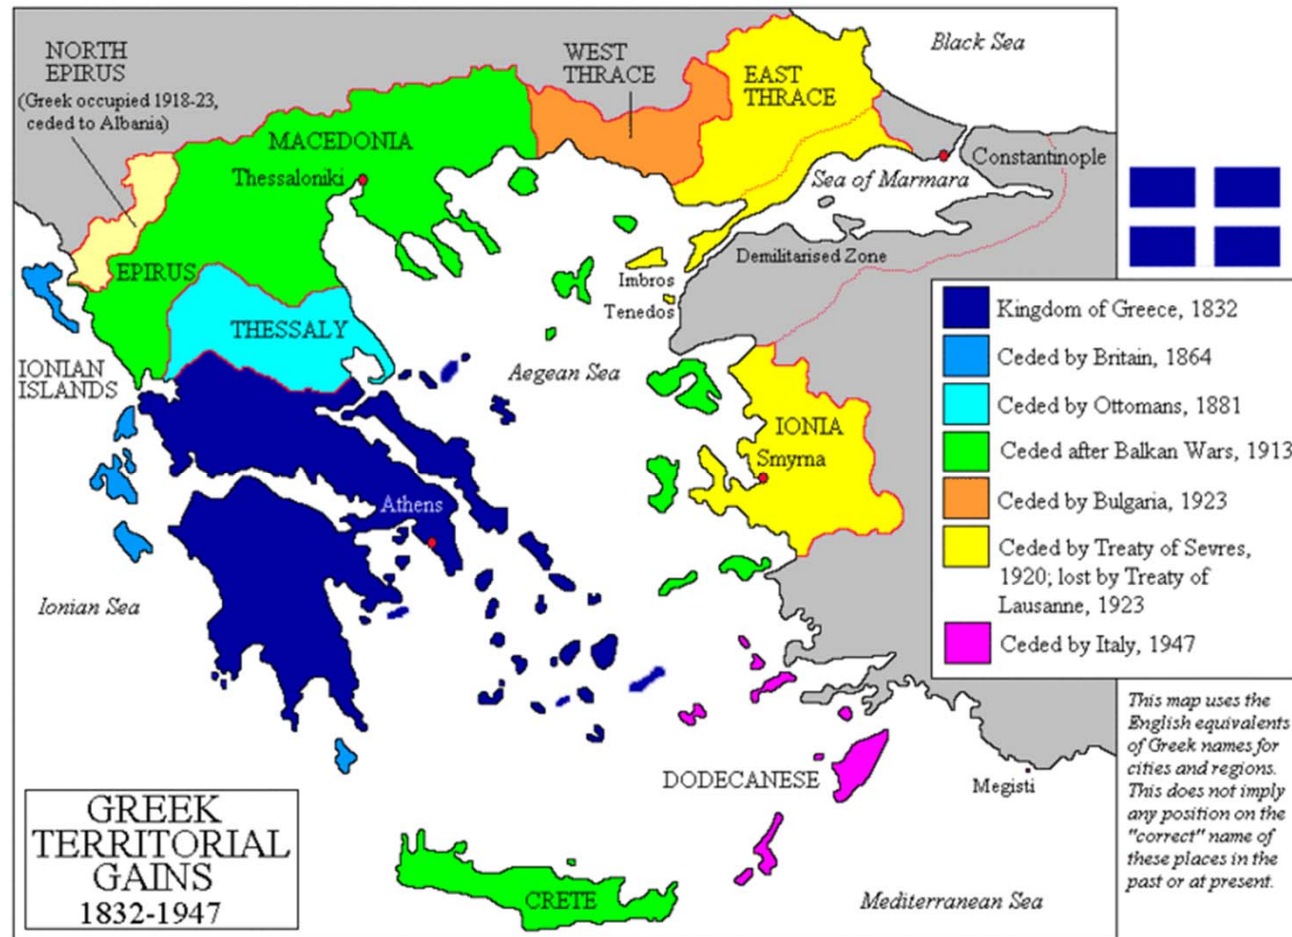 NORTH
EPIRUS
(Greek occupied 1918-23,
ceded to Albania)
WEST
THRACE
EAST
THRACE
Black Sea
MACEDONIA
Thessaloniki
Constantinople
Sea of Marmara
EPIRUS
Imbros
Tenedos
Demilitarised Zone
THESSALY
IONIAN
ISLANDS
Aegean Sea
IONIA
Smyrna
Athens
Ionian Sea
DODECANESE
Megisti
CRETE
Mediterranean Sea
Kingdom of Greece, 1832
Ceded by Britain, 1864
Ceded by Ottomans, 1881
Ceded after Balkan Wars, 1913
Ceded by Bulgaria, 1923
Ceded by Treaty of Sevres,
1920; lost by Treaty of
Lausanne, 1923
Ceded by Italy, 1947
This map uses the
English equivalents
of Greek names for
cities and regions.
This does not imply
any position on the
"correct" name of
these places in the
past or at present.
GREEK
TERRITORIAL
GAINS
1832-1947